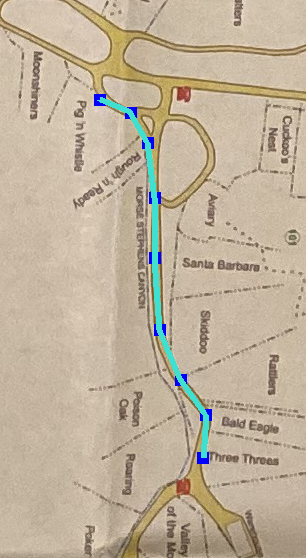 Moonshiners
Pig 'n Whistle
Rough 'n Ready
Cuckoo's
Nest
Aviary
MORSE STEPHENS CANYON
Santa Barbara
Skiddoo
Rattlers
Poison
Oak
Bald Eagle
Three Threes
Roaring
Valley
of the Mo
Poker